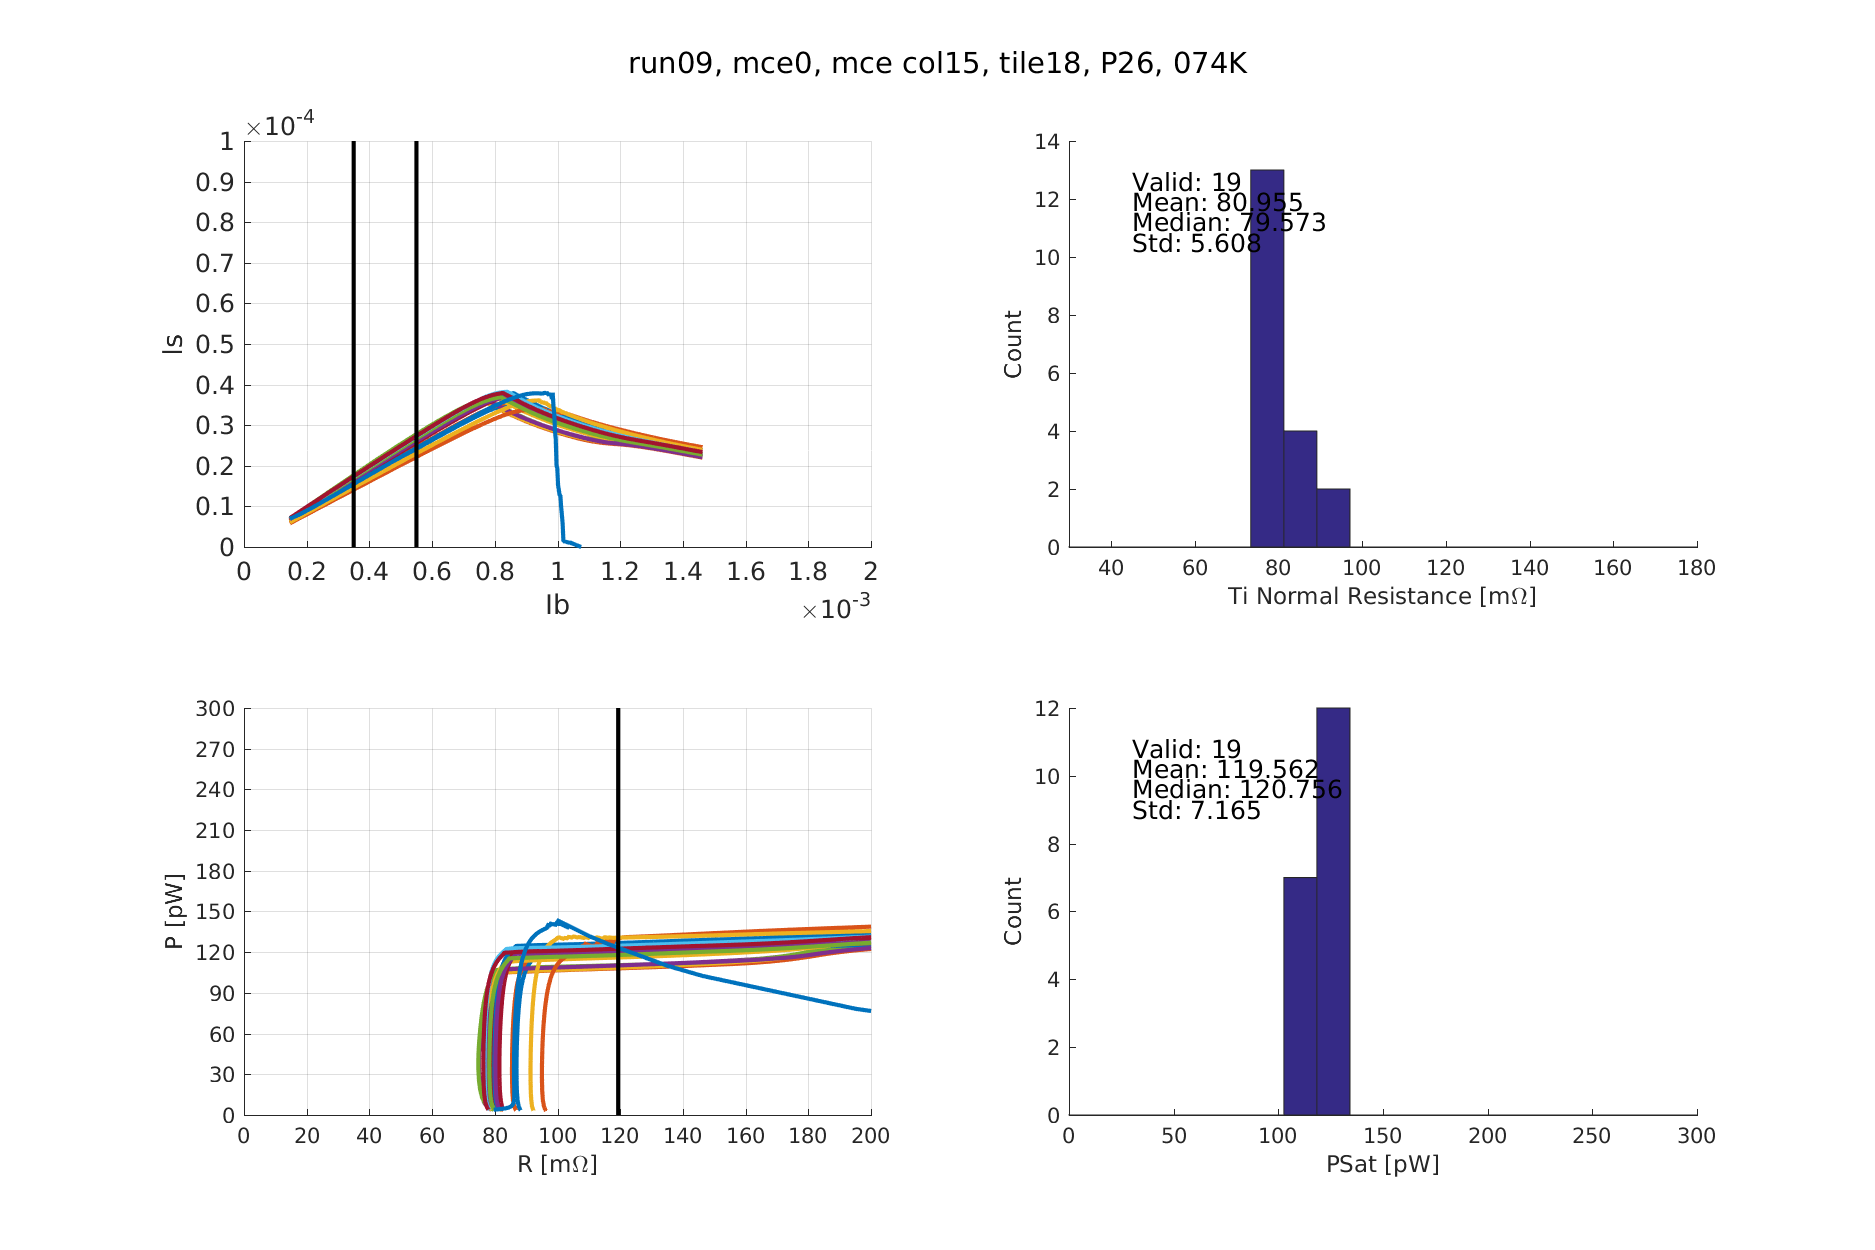 run09, mce0, mce col15, tile18, P26, 074K
×10-4
1
0.9
0.8
0.7
0.6
0.5
0.4
0.3
0.2
0.1
0
Is
0 0.2 0.4 0.6 0.8 1 1.2 1.4 1.6 1.8 2
Ib
×10-3
14
12
10
8
6
4
2
0
Count
Valid: 19
Mean: 80.955
Median: 79.573
Std: 5.608
40 60 80 100 120 140 160 180
Ti Normal Resistance [mΩ]
300
270
240
210
180
150
120
90
60
30
0
P [pW]
0 20 40 60 80 100 120 140 160 180 200
R [mΩ]
12
10
8
6
4
2
0
Count
Valid: 19
Mean: 119.562
Median: 120.756
Std: 7.165
0 50 100 150 200 250 300
PSat [pW]